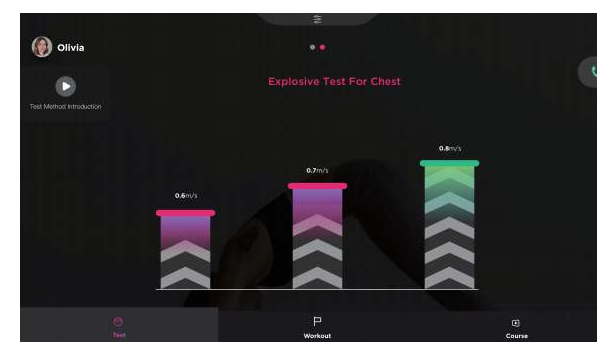 Olivia
Explosive Test For Chest
Test Method Introduction
0.8m/s
0.7m/s
0.6m/s
Test
Workout
Course